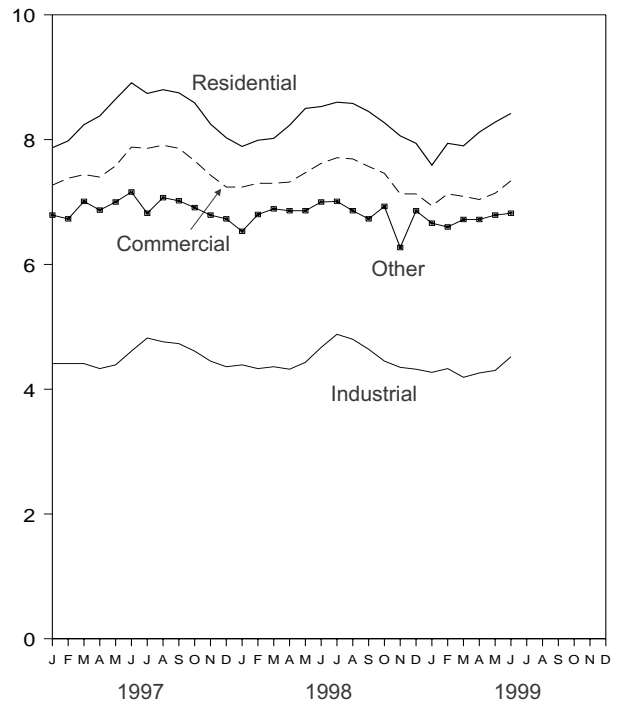 10
Residential
8
Commercial
6
Other
4
Industrial
2
0
J F M A M J J A S O N D J F M A M J J A S O N D J F M A M J J A S O N D
1997 1998 1999